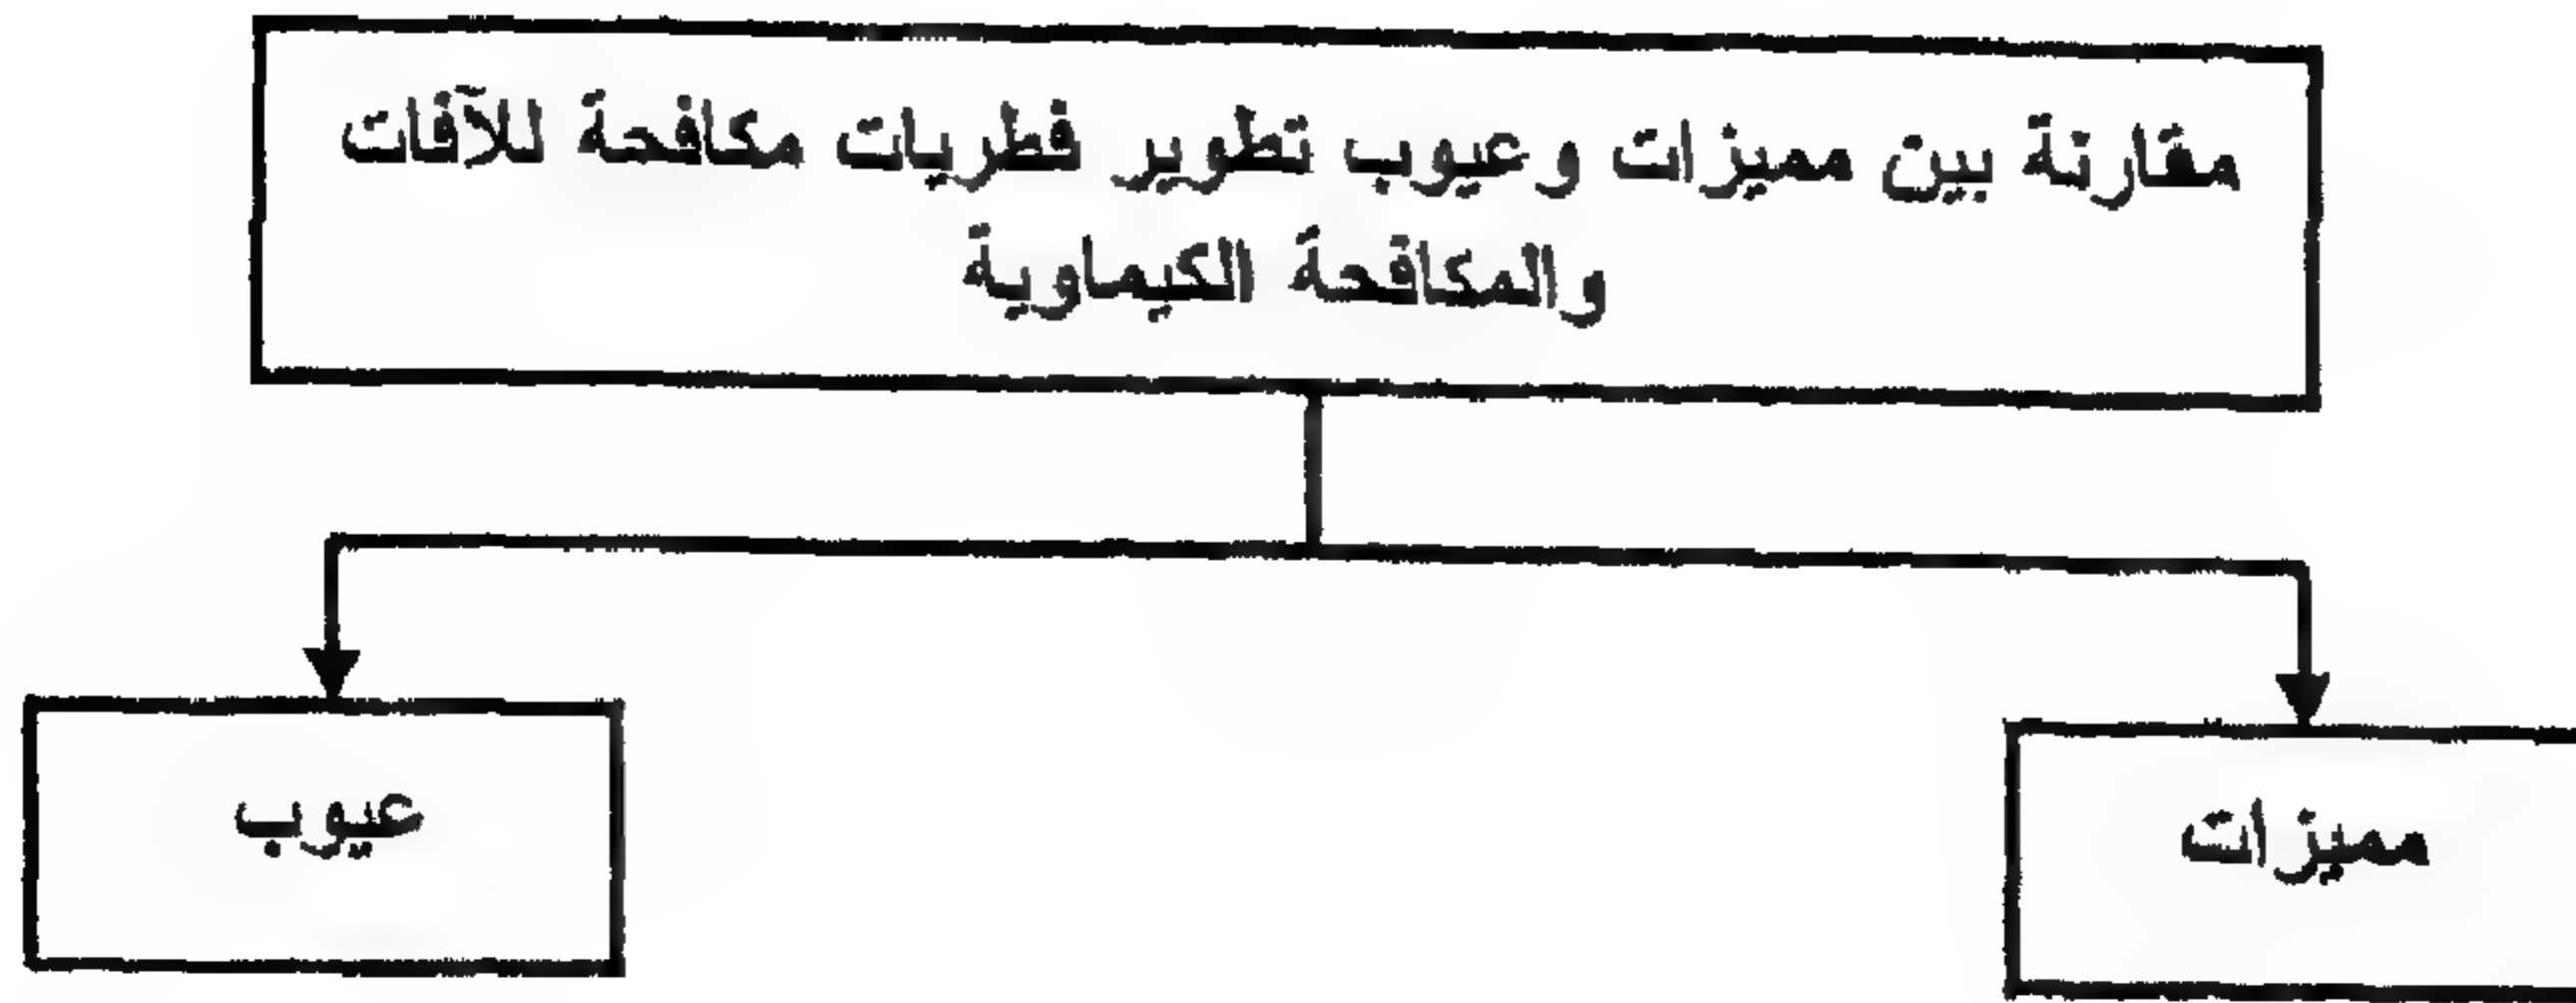 مقارنة بين مميزات وعيوب تطوير فطريات مكافحة للآفات
والمكافحة الكيماوية
مميزات
عيوب